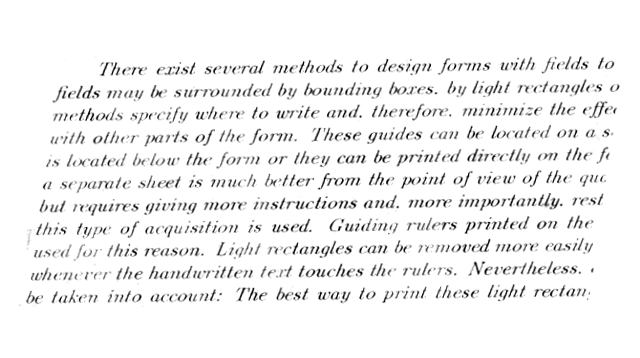 There exist several methods to design forms with fields to
fields may be surrounded by bounding boxes, by light rectangles o
methods specify where to write and, therefore, minimize the effe
with other parts of the form. These guides can be located on a s
is located below the form or they can be printed directly on the f
a separate sheet is much better from the point of view of the qu
but requires giving more instructions and, more importantly, rest
this type of acquisition is used. Guiding rulers printed on the
used for this reason. Light rectangles can be removed more easily
whenever the handwritten text touches the rulers. Nevertheless,
be taken into account: The best way to print these light rectan